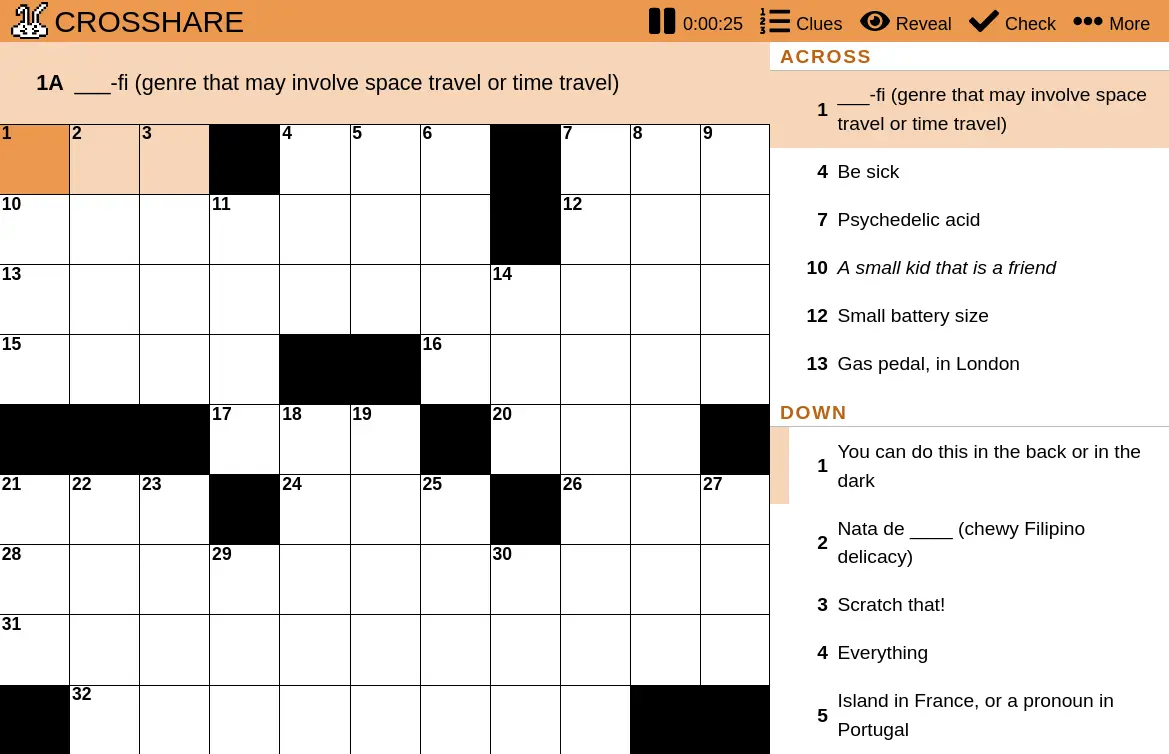 CROSSHARE
0:00:25
Clues
Reveal
Check
More
1A ___-fi (genre that may involve space travel or time travel)
1 2 3 4 5 6 7 8 9
10 11 12
13 14
15 16
17 18 19 20
21 22 23 24 25 26 27
28 29 30
31
32
ACROSS
1 ___-fi (genre that may involve space
travel or time travel)
4 Be sick
7 Psychedelic acid
10 A small kid that is a friend
12 Small battery size
13 Gas pedal, in London
DOWN
1 You can do this in the back or in the
dark
2 Nata de ____ (chewy Filipino
delicacy)
3 Scratch that!
4 Everything
5 Island in France, or a pronoun in
Portugal